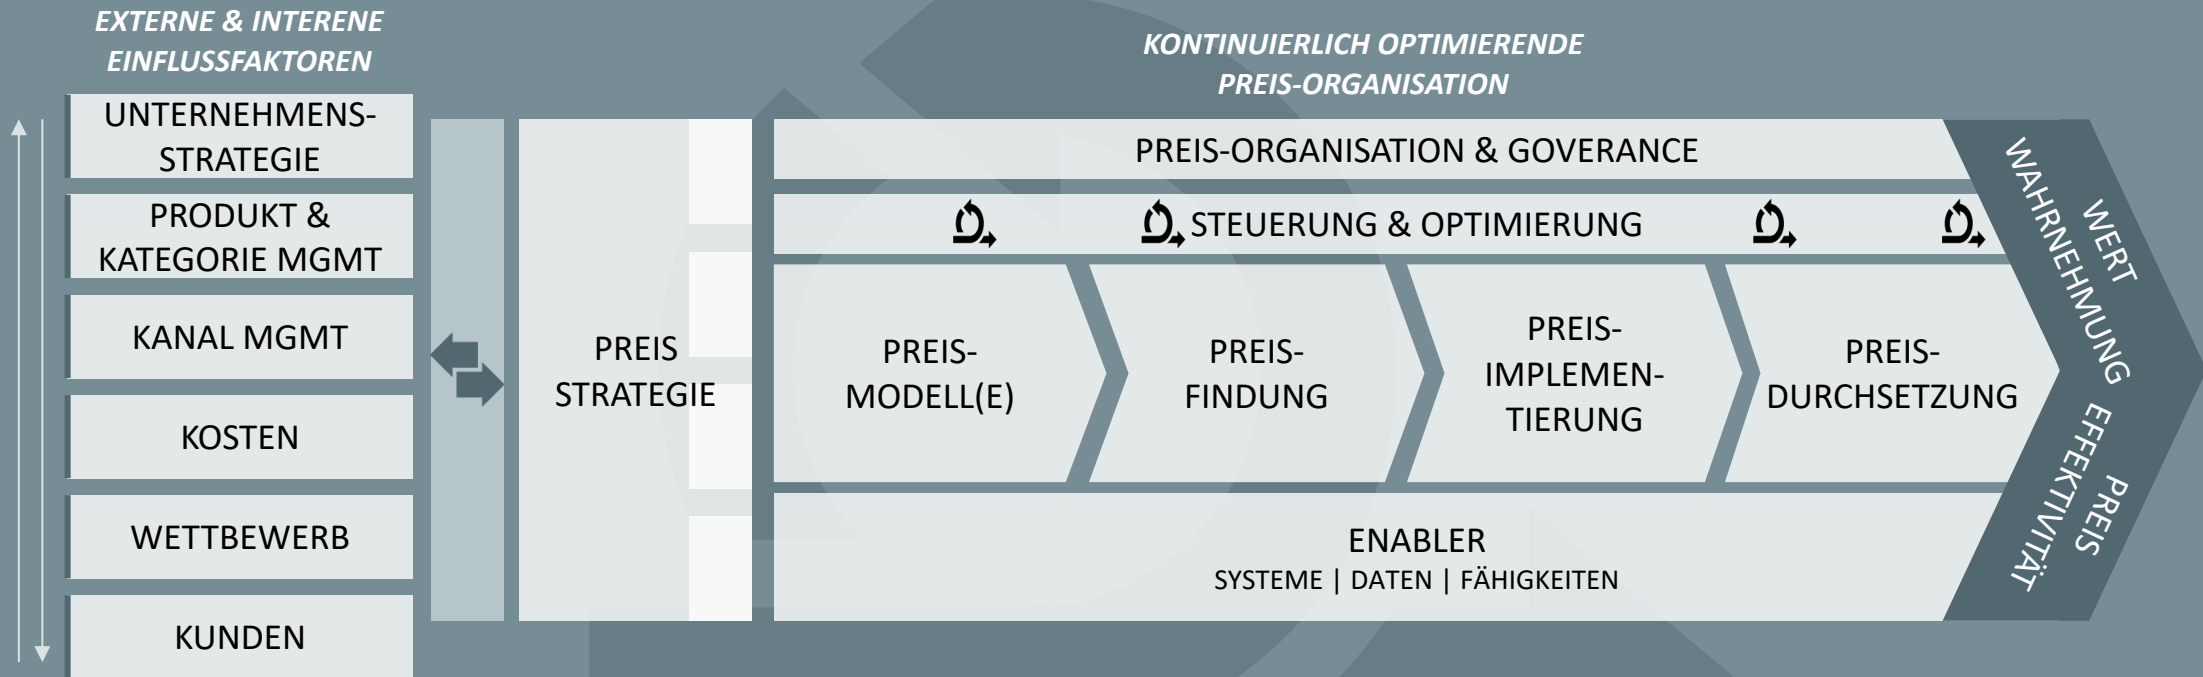 EXTERNE & INTERENE
EINFLUSSFAKTOREN
UNTERNEHMENS-
STRATEGIE
PRODUKT &
KATEGORIE MGMT
KANAL MGMT
KOSTEN
WETTBEWERB
KUNDEN
PREIS
STRATEGIE
KONTINUIERLICH OPTIMIERENDE
PREIS-ORGANISATION
PREIS-ORGANISATION & GOVERANCE
STEUERUNG & OPTIMIERUNG
PREIS-
MODELL(E)
PREIS-
FINDUNG
PREIS-
IMPLEMEN-
TIERUNG
PREIS-
DURCHSETZUNG
ENABLER
SYSTEME | DATEN | FÄHIGKEITEN
WERT
WAHRNEHMUNG
PREIS
EFFEKTIVITÄT